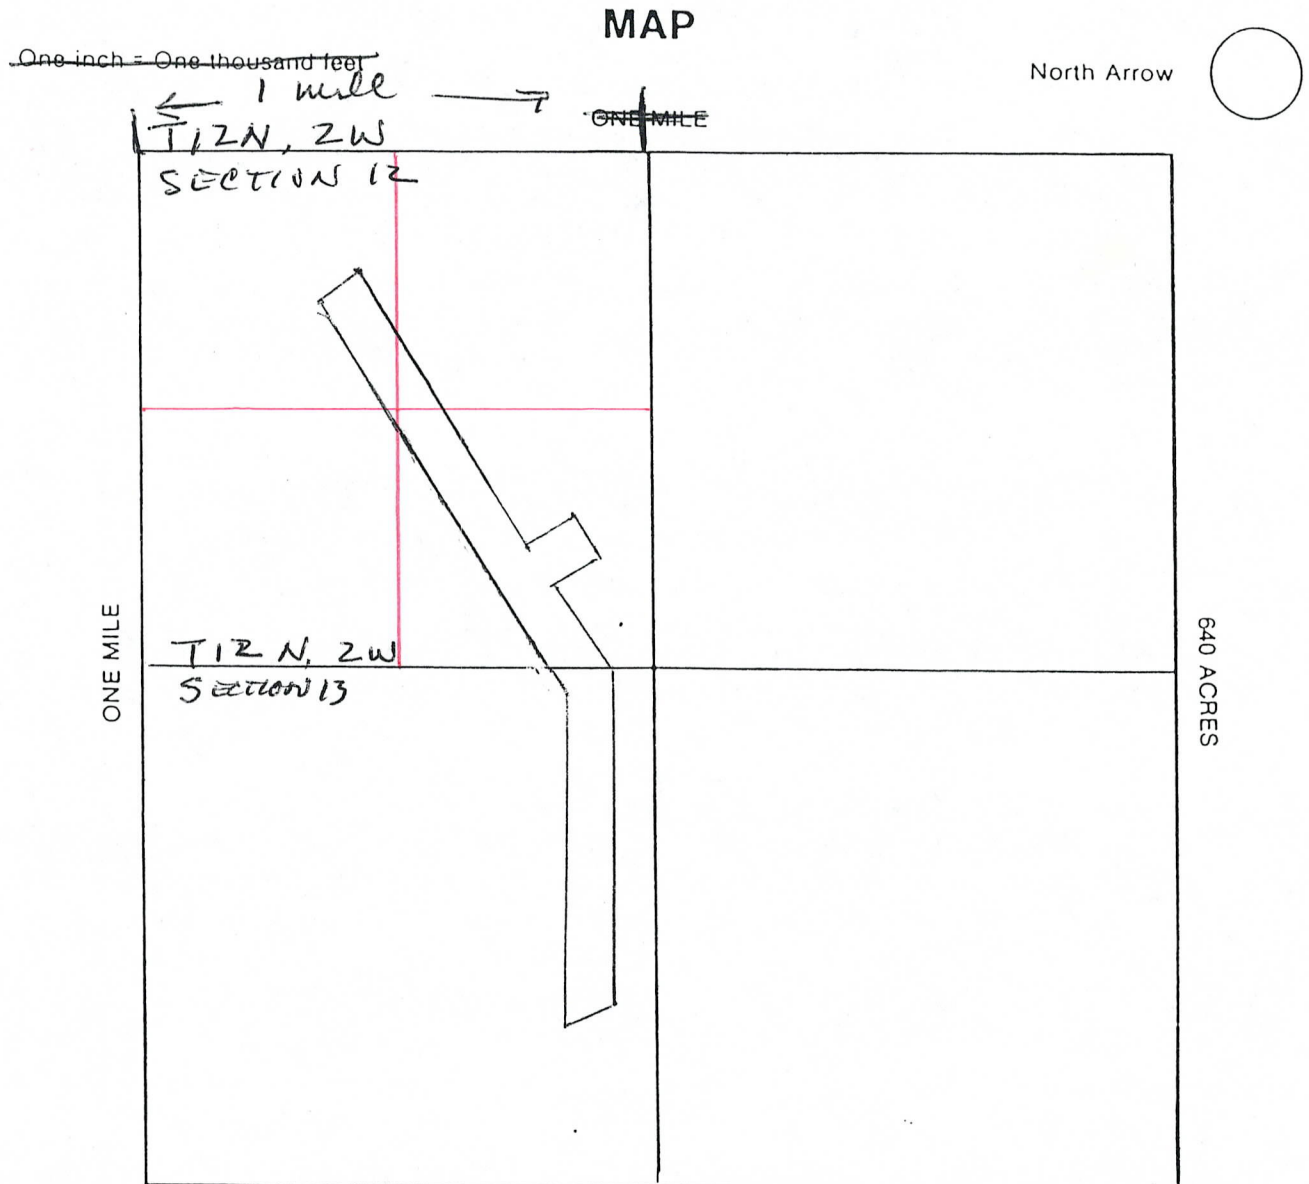 MAP
One inch = One thousand feet
North Arrow
1 mile
ONE MILE
T12N, 2W
SECTION 12
ONE MILE
T12 N, 2W
SECTION 13
640 ACRES